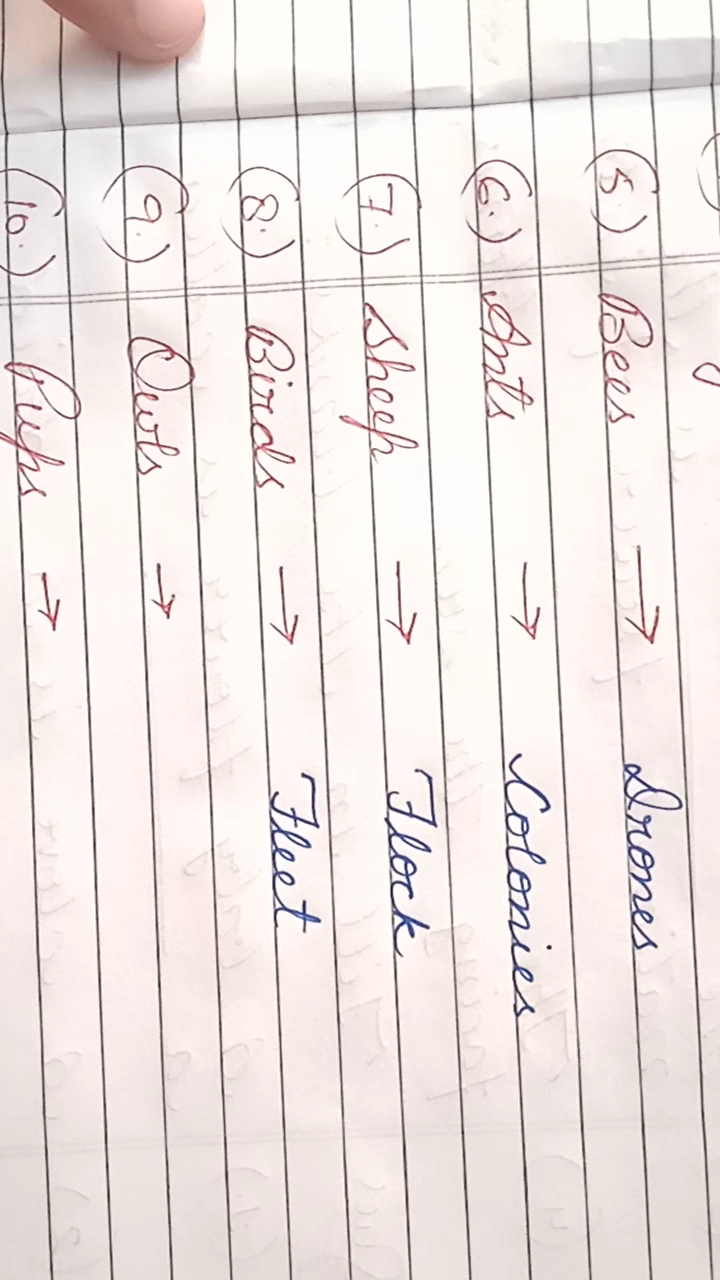 (5.) Bees → Drones
(6.) Ants → Colonies
(7.) Sheep → Flock
(8.) Birds → Fleet
(9.) Owls →
(10.) Pups →